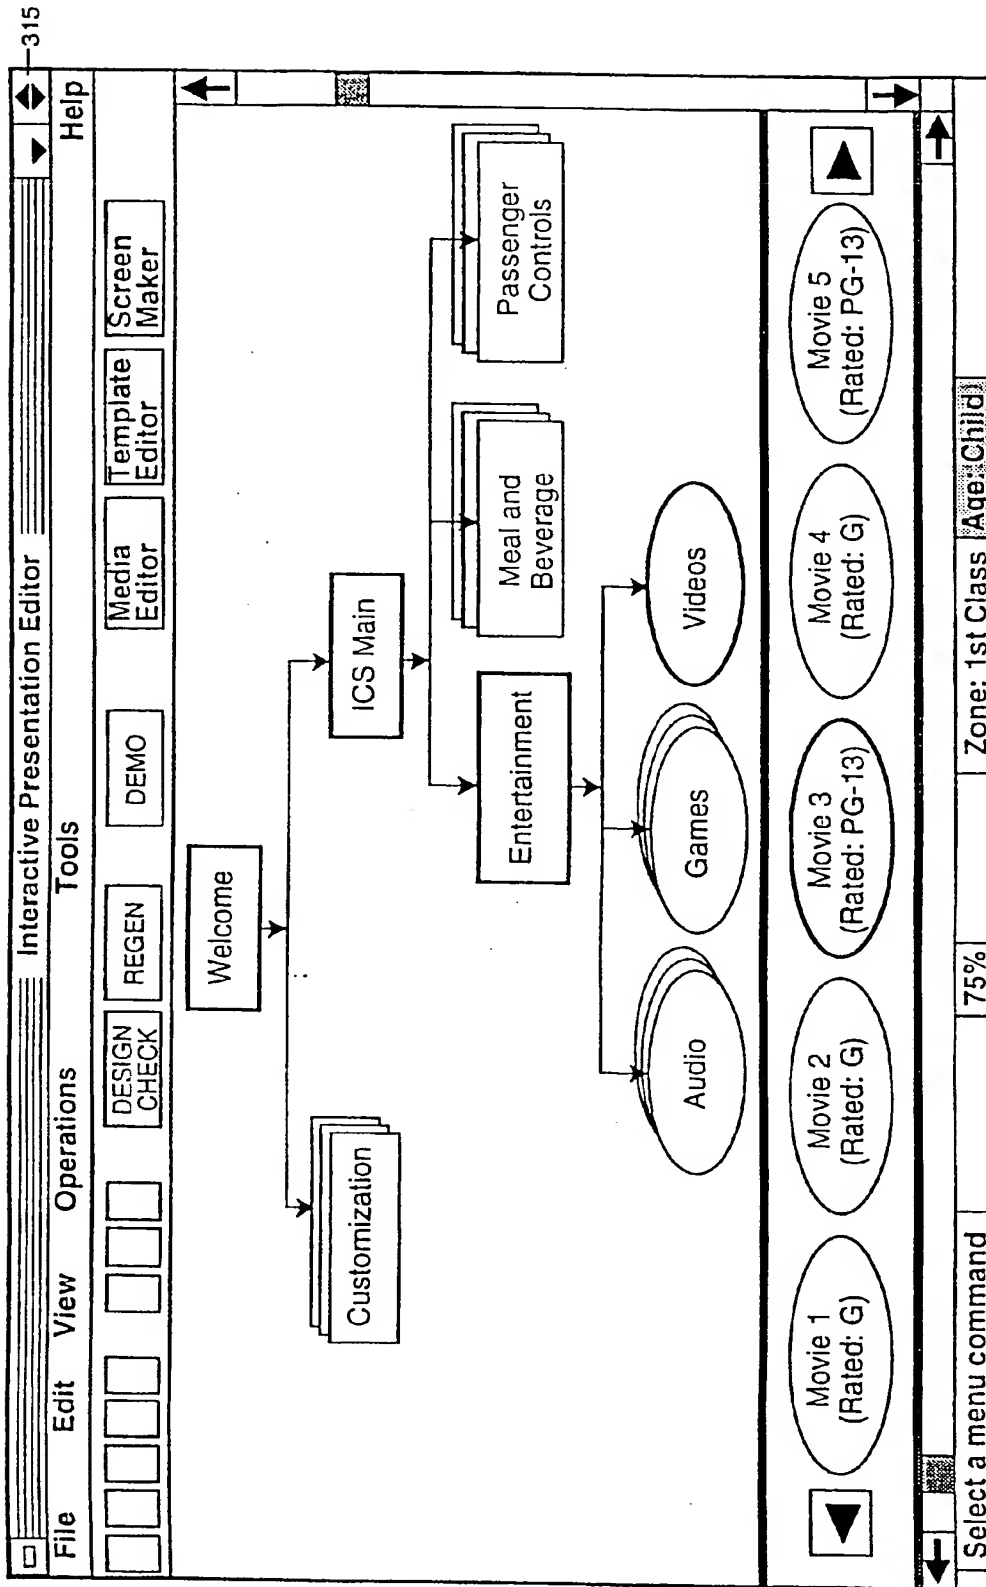 315
Interactive Presentation Editor
File Edit View Operations Tools Help
DESIGN
CHECK
REGEN
DEMO
Media
Editor
Template
Editor
Screen
Maker
Welcome
Customization
ICS Main
Entertainment
Meal and
Beverage
Passenger
Controls
Audio
Games
Videos
Movie 1
(Rated: G)
Movie 2
(Rated: G)
Movie 3
(Rated: PG-13)
Movie 4
(Rated: G)
Movie 5
(Rated: PG-13)
Select a menu command 75% Zone: 1st Class Age: Child